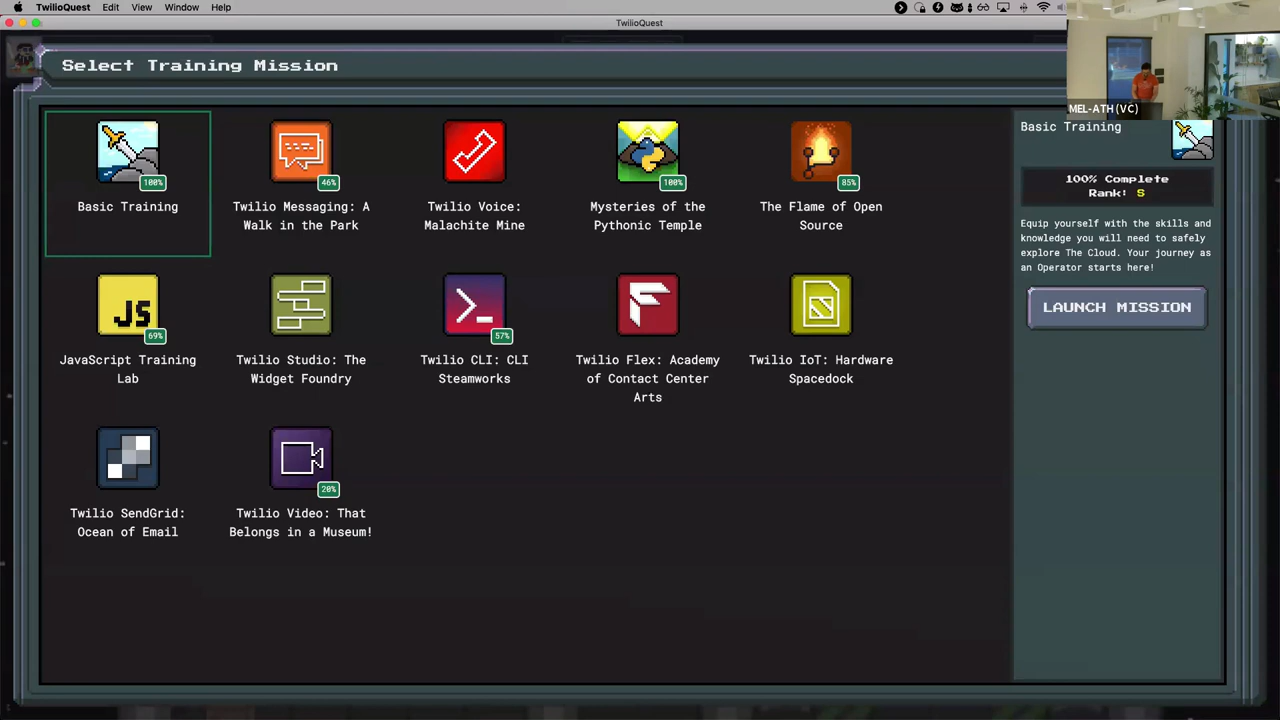 TwilioQuest Edit View Window Help
TwilioQuest
MEL-ATH (VC)
Select Training Mission
100%
Basic Training
46%
Twilio Messaging: A
Walk in the Park
Twilio Voice:
Malachite Mine
100%
Mysteries of the
Pythonic Temple
85%
The Flame of Open
Source
JS
69%
JavaScript Training
Lab
Twilio Studio: The
Widget Foundry
57%
Twilio CLI: CLI
Steamworks
Twilio Flex: Academy
of Contact Center
Arts
Twilio IoT: Hardware
Spacedock
Twilio SendGrid:
Ocean of Email
20%
Twilio Video: That
Belongs in a Museum!
Basic Training
100% Complete
Rank: S
Equip yourself with the skills and
knowledge you will need to safely
explore The Cloud. Your journey as
an Operator starts here!
LAUNCH MISSION